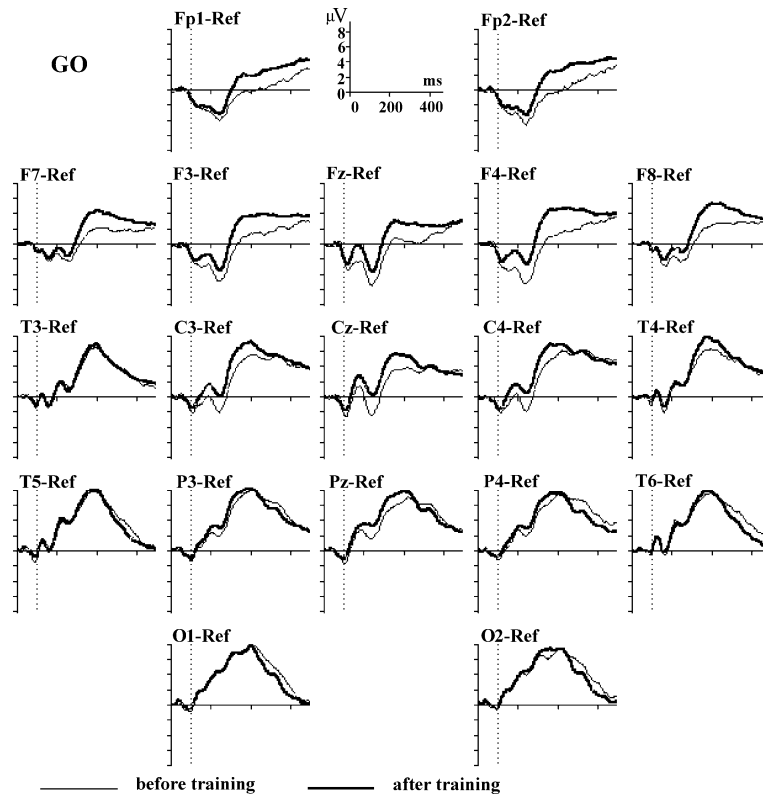 Fp1-Ref
μV
Fp2-Ref
GO
8
6
4
2
0
ms
0 200 400
F7-Ref F3-Ref Fz-Ref F4-Ref F8-Ref
T3-Ref C3-Ref Cz-Ref C4-Ref T4-Ref
T5-Ref P3-Ref Pz-Ref P4-Ref T6-Ref
O1-Ref O2-Ref
before training after training